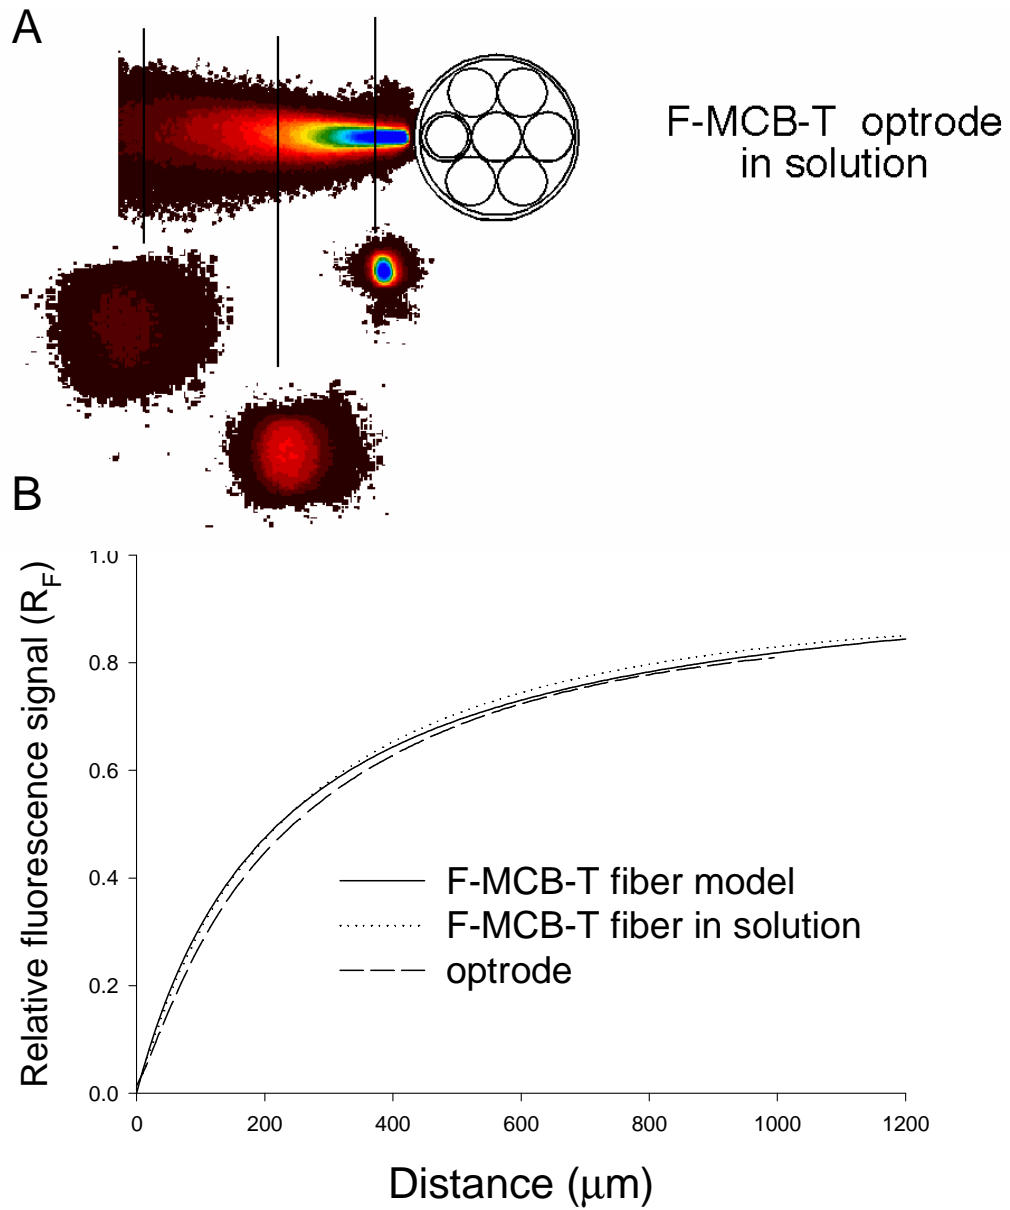 A
F-MCB-T optrode
in solution
B
Relative fluorescence signal (R_F)
1.0
0.8
0.6
0.4
0.2
0.0
F-MCB-T fiber model
F-MCB-T fiber in solution
optrode
0 200 400 600 800 1000 1200
Distance (μm)